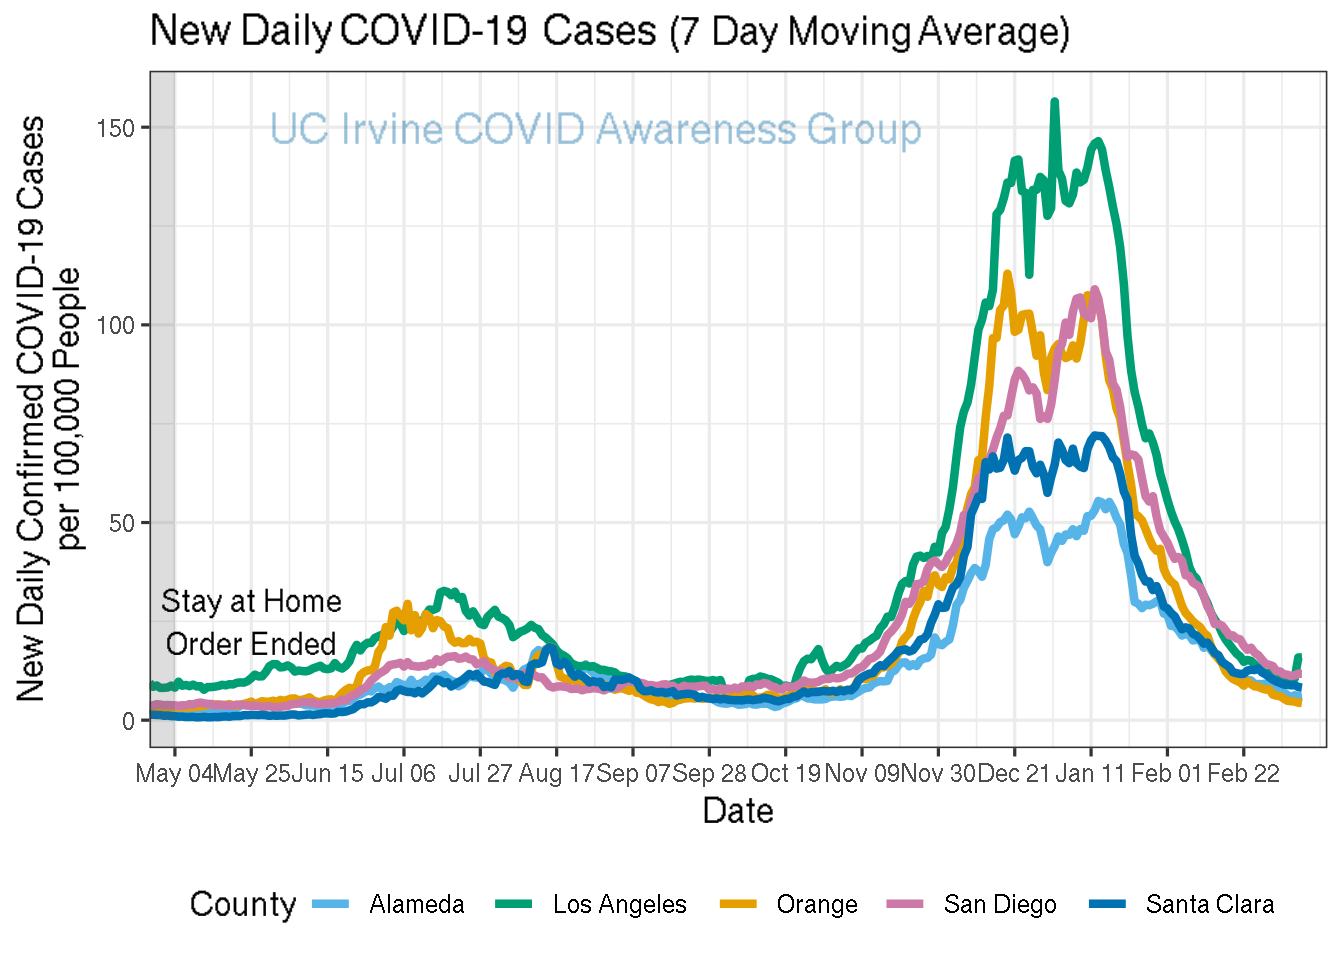 New Daily COVID-19 Cases (7 Day Moving Average)
UC Irvine COVID Awareness Group
New Daily Confirmed COVID-19 Cases
per 100,000 People
150
100
50
0
Stay at Home
Order Ended
May 04 May 25 Jun 15 Jul 06 Jul 27 Aug 17 Sep 07 Sep 28 Oct 19 Nov 09 Nov 30 Dec 21 Jan 11 Feb 01 Feb 22
Date
County Alameda Los Angeles Orange San Diego Santa Clara